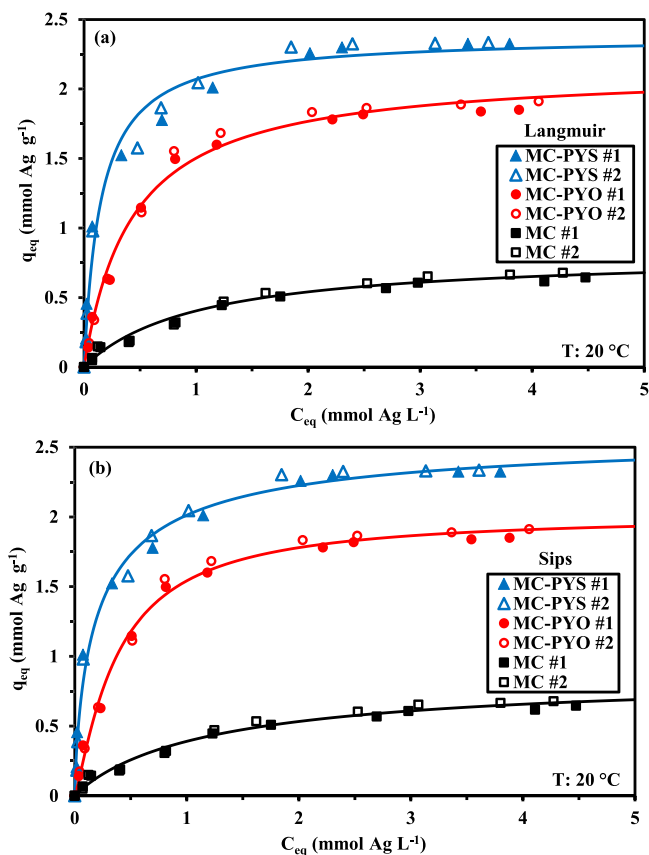 (a)
2.5
2
1.5
1
0.5
0
q_eq (mmol Ag g⁻¹)
Langmuir
MC-PYS #1
MC-PYS #2
MC-PYO #1
MC-PYO #2
MC #1
MC #2
T: 20 °C
0 1 2 3 4 5
C_eq (mmol Ag L⁻¹)
(b)
2.5
2
1.5
1
0.5
0
q_eq (mmol Ag g⁻¹)
Sips
MC-PYS #1
MC-PYS #2
MC-PYO #1
MC-PYO #2
MC #1
MC #2
T: 20 °C
0 1 2 3 4 5
C_eq (mmol Ag L⁻¹)